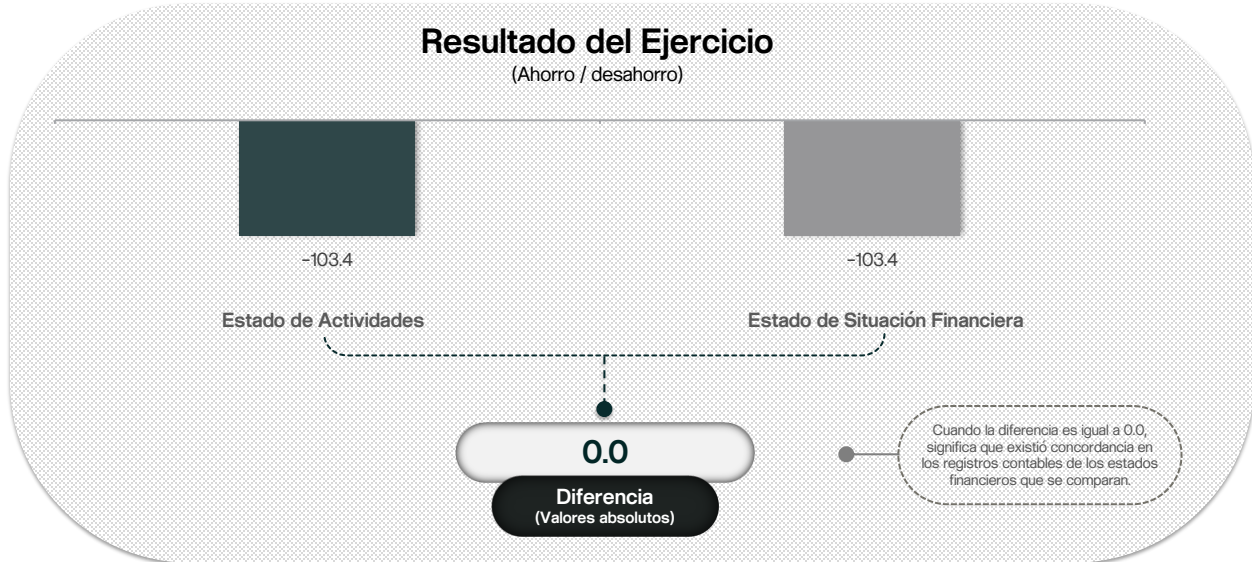 Resultado del Ejercicio
(Ahorro / desahorro)
-103.4
-103.4
Estado de Actividades
Estado de Situación Financiera
0.0
Diferencia
(Valores absolutos)
Cuando la diferencia es igual a 0.0,
significa que existió concordancia en
los registros contables de los estados
financieros que se comparan.